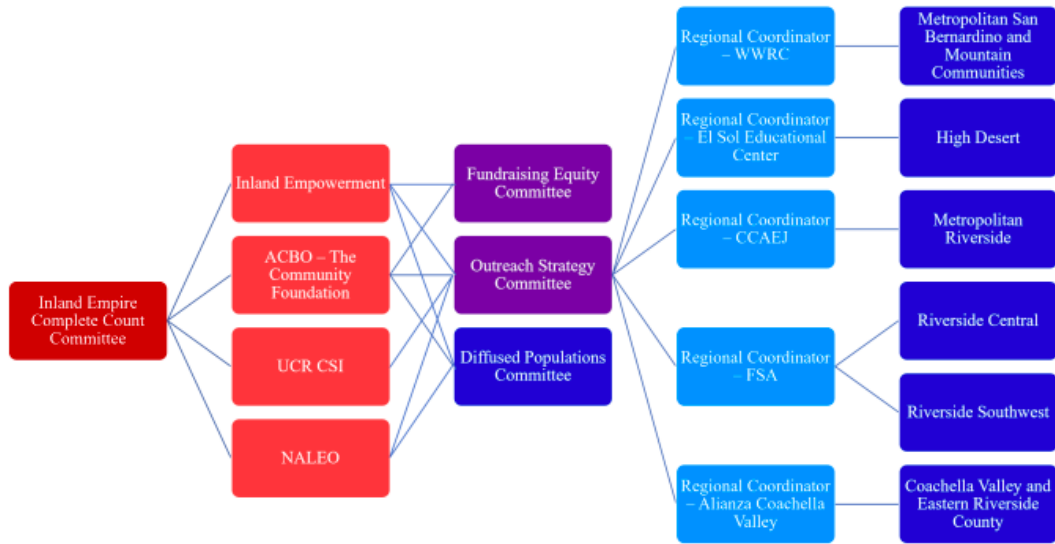 Inland Empire
Complete Count
Committee
Inland Empowerment
ACBO – The
Community
Foundation
UCR CSI
NALEO
Fundraising Equity
Committee
Outreach Strategy
Committee
Diffused Populations
Committee
Regional Coordinator
– WWRC
Regional Coordinator
– El Sol Educational
Center
Regional Coordinator
– CCAEJ
Regional Coordinator
– FSA
Regional Coordinator
– Alianza Coachella
Valley
Metropolitan San
Bernardino and
Mountain
Communities
High Desert
Metropolitan
Riverside
Riverside Central
Riverside Southwest
Coachella Valley and
Eastern Riverside
County